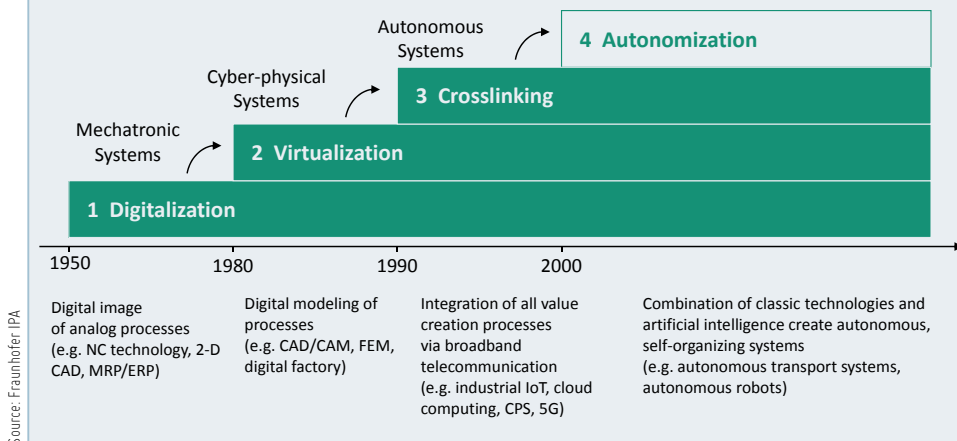 Autonomous
Systems
4 Autonomization
Cyber-physical
Systems
3 Crosslinking
Mechatronic
Systems
2 Virtualization
1 Digitalization
1950
1980
1990
2000
Digital image
of analog processes
(e.g. NC technology, 2-D
CAD, MRP/ERP)
Digital modeling of
processes
(e.g. CAD/CAM, FEM,
digital factory)
Integration of all value
creation processes
via broadband
telecommunication
(e.g. industrial IoT, cloud
computing, CPS, 5G)
Combination of classic technologies and
artificial intelligence create autonomous,
self-organizing systems
(e.g. autonomous transport systems,
autonomous robots)
Source: Fraunhofer IPA